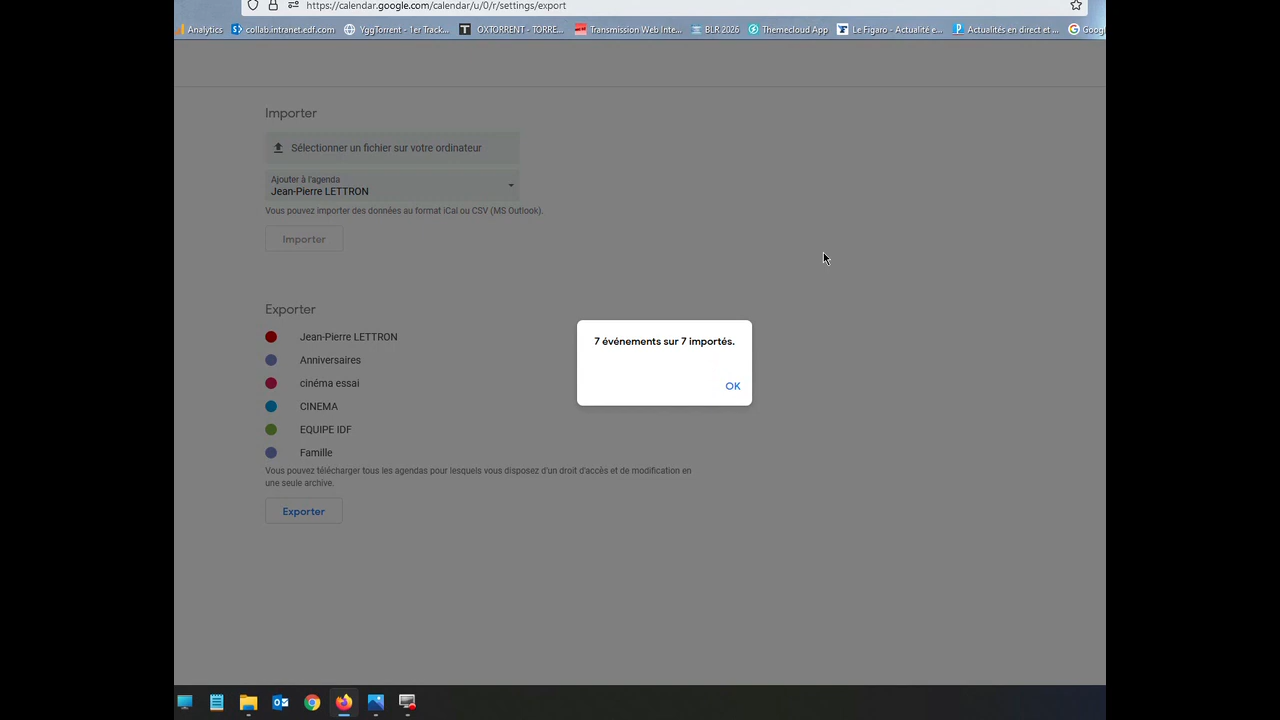 https://calendar.google.com/calendar/u/0/r/settings/export
Analytics
collab.intranet.edf.com
YggTorrent - 1er Track...
OXTORRENT - TORRE...
Transmission Web Inte...
BLR 2026
Themecloud App
Le Figaro - Actualité e...
Actualités en direct et ...
Googl
Importer
Sélectionner un fichier sur votre ordinateur
Ajouter à l'agenda
Jean-Pierre LETTRON
Vous pouvez importer des données au format iCal ou CSV (MS Outlook).
Importer
Exporter
Jean-Pierre LETTRON
Anniversaires
cinéma essai
CINEMA
EQUIPE IDF
Famille
Vous pouvez télécharger tous les agendas pour lesquels vous disposez d'un droit d'accès et de modification en
une seule archive.
Exporter
7 événements sur 7 importés.
OK